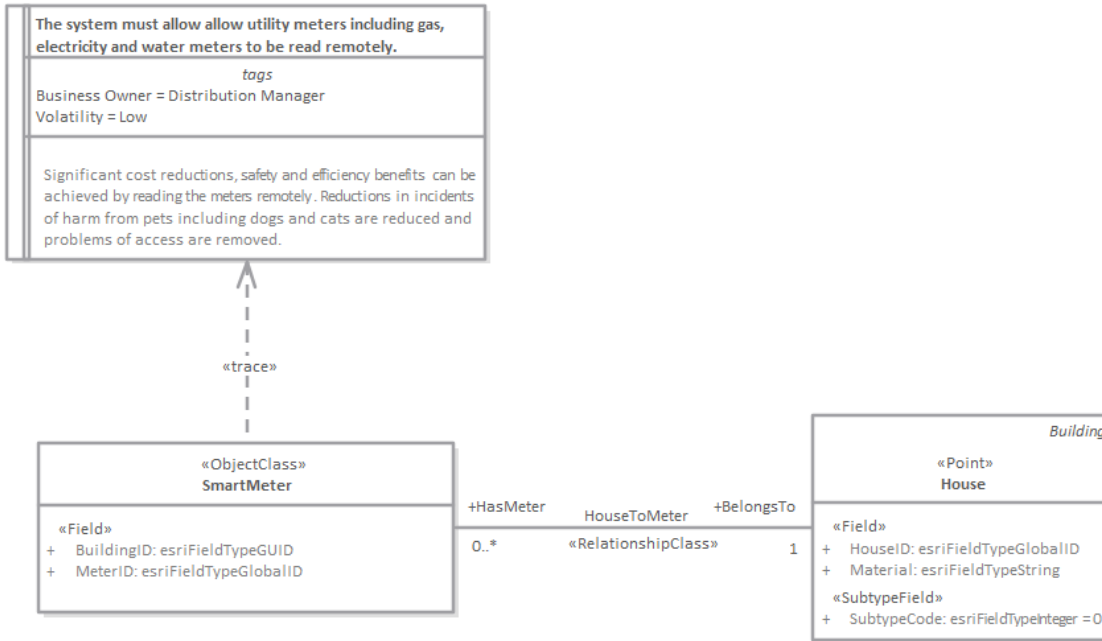 The system must allow allow utility meters including gas,
electricity and water meters to be read remotely.
tags
Business Owner = Distribution Manager
Volatility = Low
Significant cost reductions, safety and efficiency benefits can be
achieved by reading the meters remotely. Reductions in incidents
of harm from pets including dogs and cats are reduced and
problems of access are removed.
«trace»
«ObjectClass»
SmartMeter
«Field»
+ BuildingID: esriFieldTypeGUID
+ MeterID: esriFieldTypeGlobalID
+HasMeter
HouseToMeter
+BelongsTo
0..*
«RelationshipClass»
1
Building
«Point»
House
«Field»
+ HouseID: esriFieldTypeGlobalID
+ Material: esriFieldTypeString
«SubtypeField»
+ SubtypeCode: esriFieldTypeInteger = 0